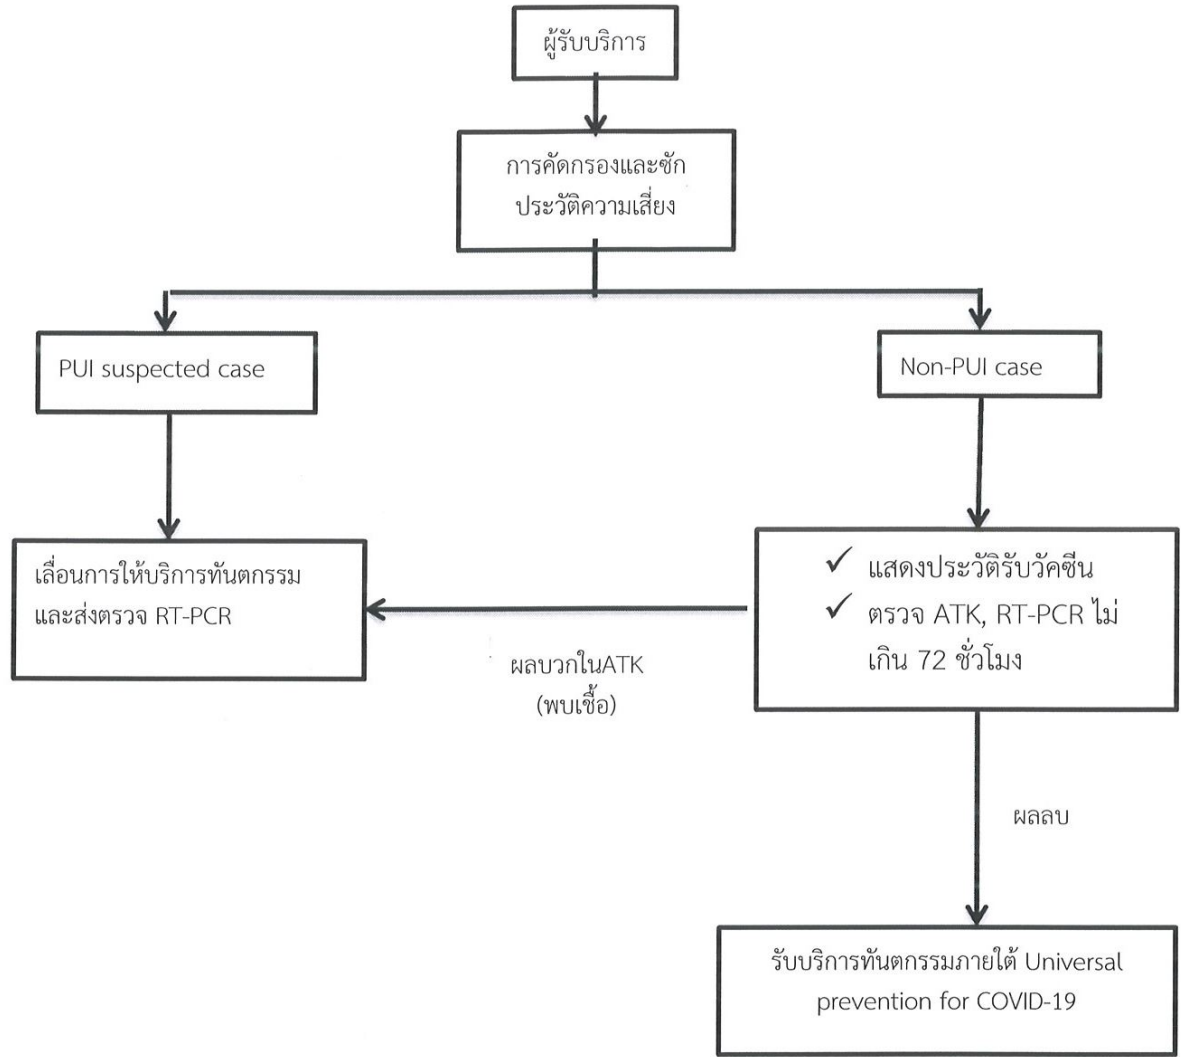 ผู้รับบริการ
การคัดกรองและซัก
ประวัติความเสี่ยง
PUI suspected case
Non-PUI case
เลื่อนการให้บริการทันตกรรม
และส่งตรวจ RT-PCR
✓ แสดงประวัติรับวัคซีน
✓ ตรวจ ATK, RT-PCR ไม่
เกิน 72 ชั่วโมง
ผลบวกในATK
(พบเชื้อ)
ผลลบ
รับบริการทันตกรรมภายใต้ Universal
prevention for COVID-19